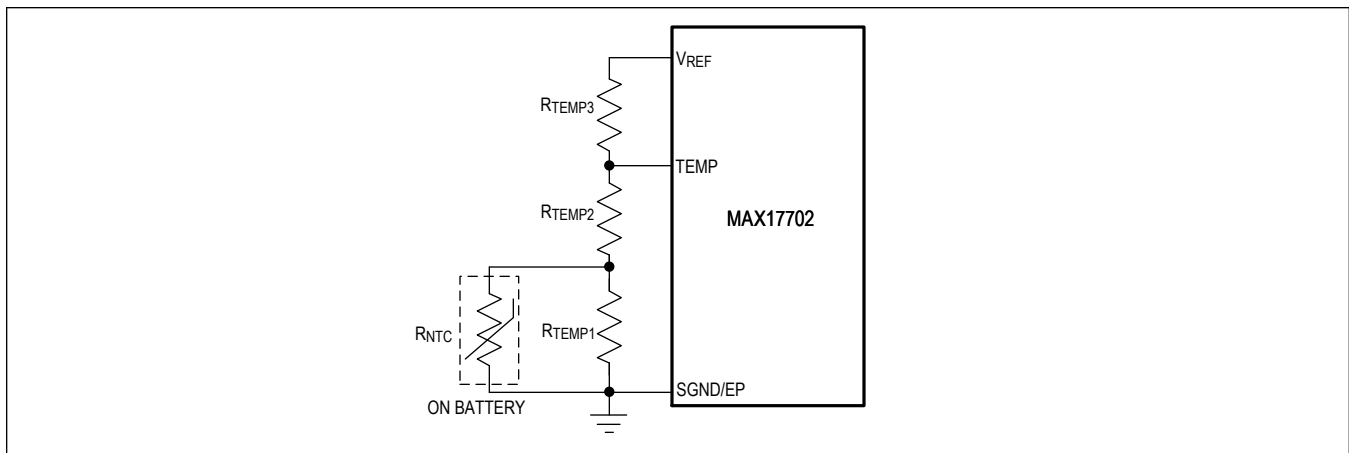 VREF
RTEMP3
TEMP
RTEMP2
MAX17702
RNTC
RTEMP1
SGND/EP
ON BATTERY